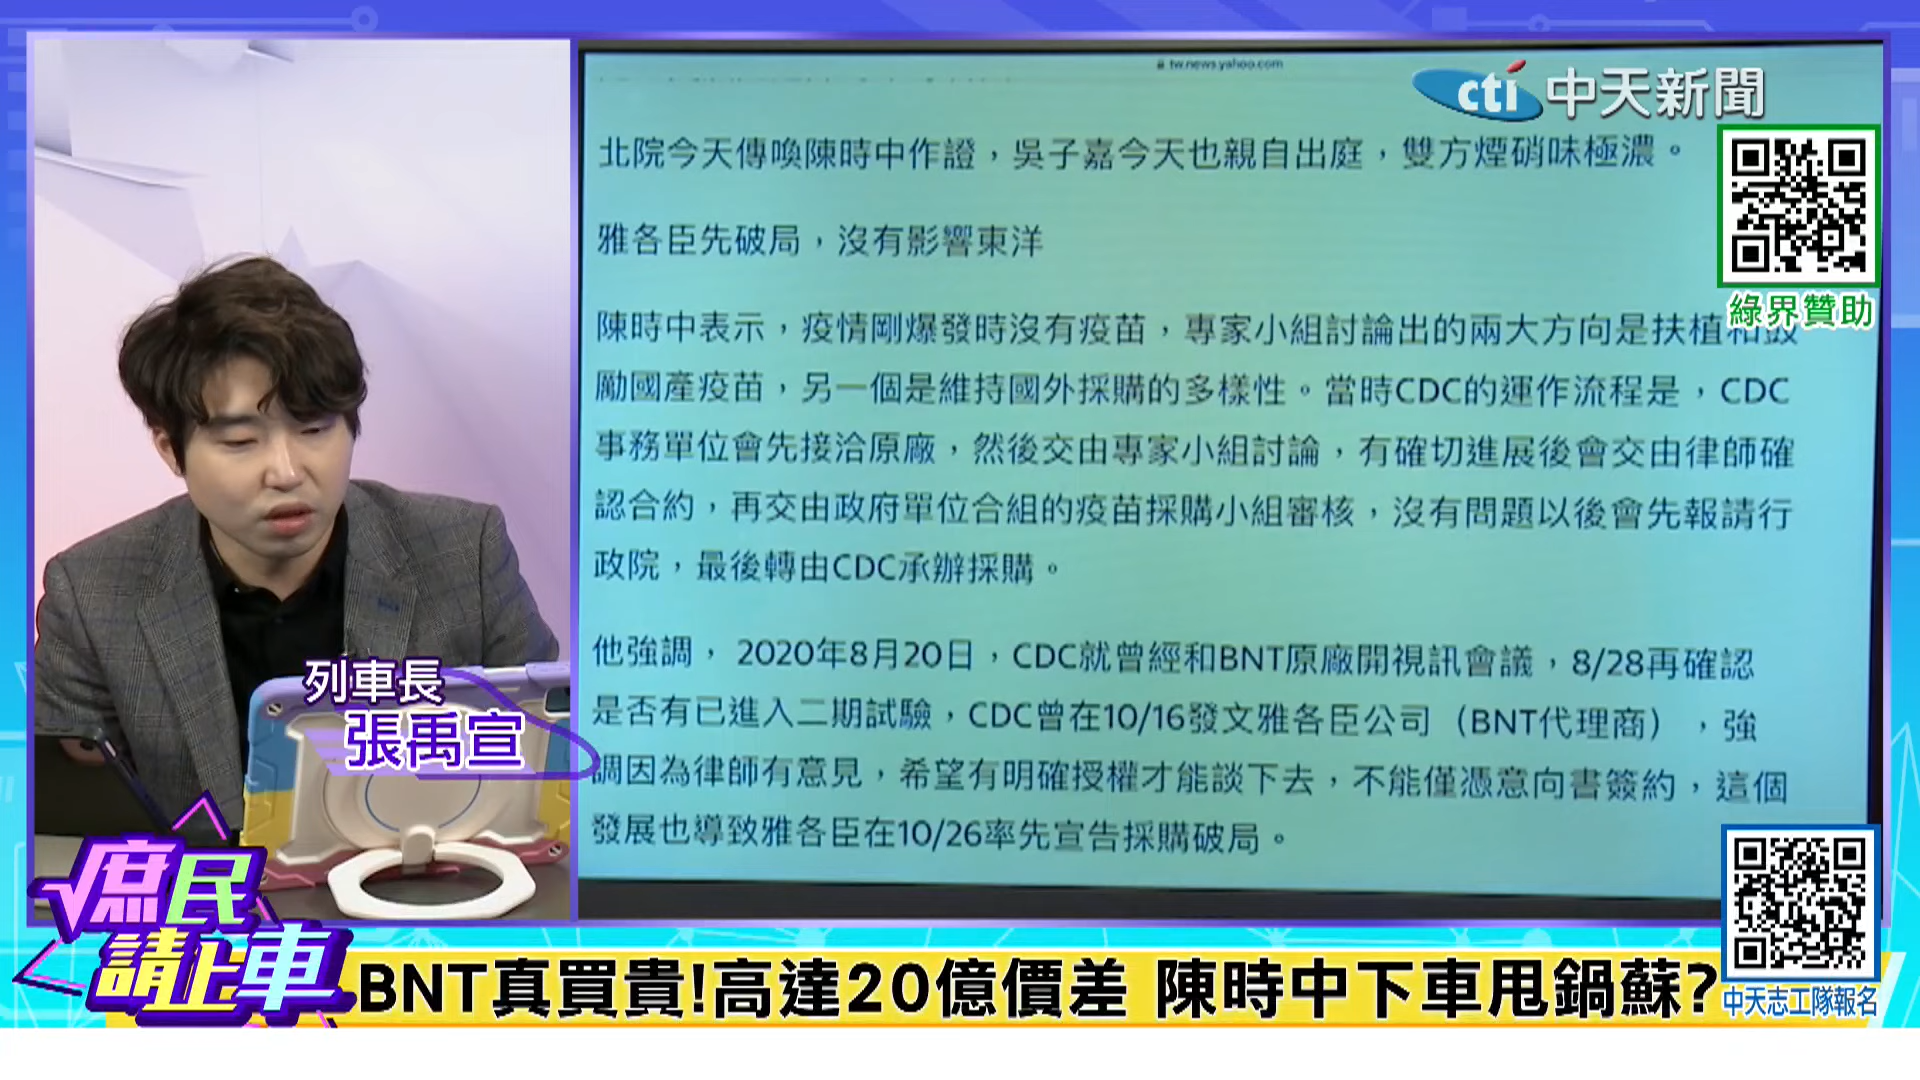 tw.news.yahoo.com
cti 中天新聞
北院今天傳喚陳時中作證，吳子嘉今天也親自出庭，雙方煙硝味極濃。
雅各臣先破局，沒有影響東洋
陳時中表示，疫情剛爆發時沒有疫苗，專家小組討論出的兩大方向是扶植和鼓
勵國產疫苗，另一個是維持國外採購的多樣性。當時CDC的運作流程是，CDC
事務單位會先接洽原廠，然後交由專家小組討論，有確切進展後會交由律師確
認合約，再交由政府單位合組的疫苗採購小組審核，沒有問題以後會先報請行
政院，最後轉由CDC承辦採購。
他強調， 2020年8月20日，CDC就曾經和BNT原廠開視訊會議，8/28再確認
是否有已進入二期試驗，CDC曾在10/16發文雅各臣公司（BNT代理商），強
調因為律師有意見，希望有明確授權才能談下去，不能僅憑意向書簽約，這個
發展也導致雅各臣在10/26率先宣告採購破局。
綠界贊助
列車長
張禹宣
庶民
請上車
BNT真買貴!高達20億價差 陳時中下車甩鍋蘇?
中天志工隊報名